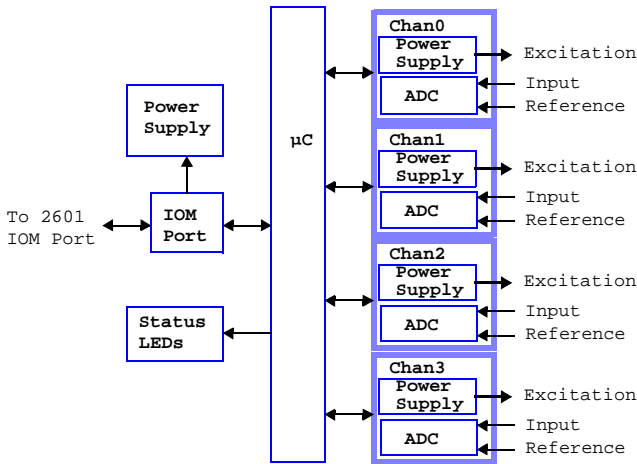 Chan0
Power
Supply
Excitation
Input
ADC
Reference
Power
Supply
µC
Chan1
Power
Supply
Excitation
Input
ADC
Reference
To 2601
IOM Port
IOM
Port
Chan2
Power
Supply
Excitation
Input
ADC
Reference
Status
LEDs
Chan3
Power
Supply
Excitation
Input
ADC
Reference